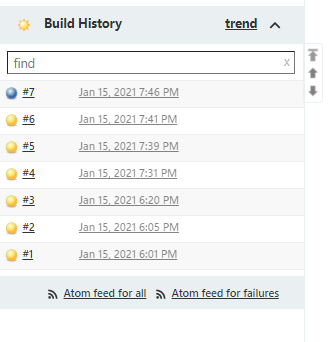 Build History trend
find x
#7 Jan 15, 2021 7:46 PM
#6 Jan 15, 2021 7:41 PM
#5 Jan 15, 2021 7:39 PM
#4 Jan 15, 2021 7:31 PM
#3 Jan 15, 2021 6:20 PM
#2 Jan 15, 2021 6:05 PM
#1 Jan 15, 2021 6:01 PM
Atom feed for all Atom feed for failures